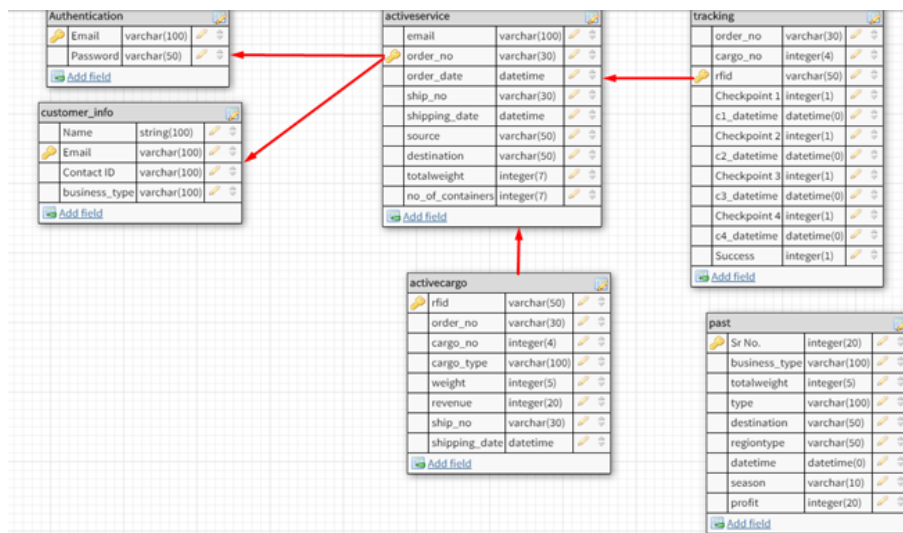 Authentication
Email varchar(100)
Password varchar(50)
Add field
customer_info
Name string(100)
Email varchar(100)
Contact ID varchar(100)
business_type varchar(100)
Add field
activeservice
email varchar(100)
order_no varchar(30)
order_date datetime
ship_no varchar(30)
shipping_date datetime
source varchar(50)
destination varchar(50)
totalweight integer(7)
no_of_containers integer(7)
Add field
activecargo
rfid varchar(50)
order_no varchar(30)
cargo_no integer(4)
cargo_type varchar(100)
weight integer(5)
revenue integer(20)
ship_no varchar(30)
shipping_date datetime
Add field
tracking
order_no varchar(30)
cargo_no integer(4)
rfid varchar(50)
Checkpoint 1 integer(1)
c1_datetime datetime(0)
Checkpoint 2 integer(1)
c2_datetime datetime(0)
Checkpoint 3 integer(1)
c3_datetime datetime(0)
Checkpoint 4 integer(1)
c4_datetime datetime(0)
Success integer(1)
Add field
past
Sr No. integer(20)
business_type varchar(100)
totalweight integer(5)
type varchar(100)
destination varchar(50)
regiontype varchar(50)
datetime datetime(0)
season varchar(10)
profit integer(20)
Add field